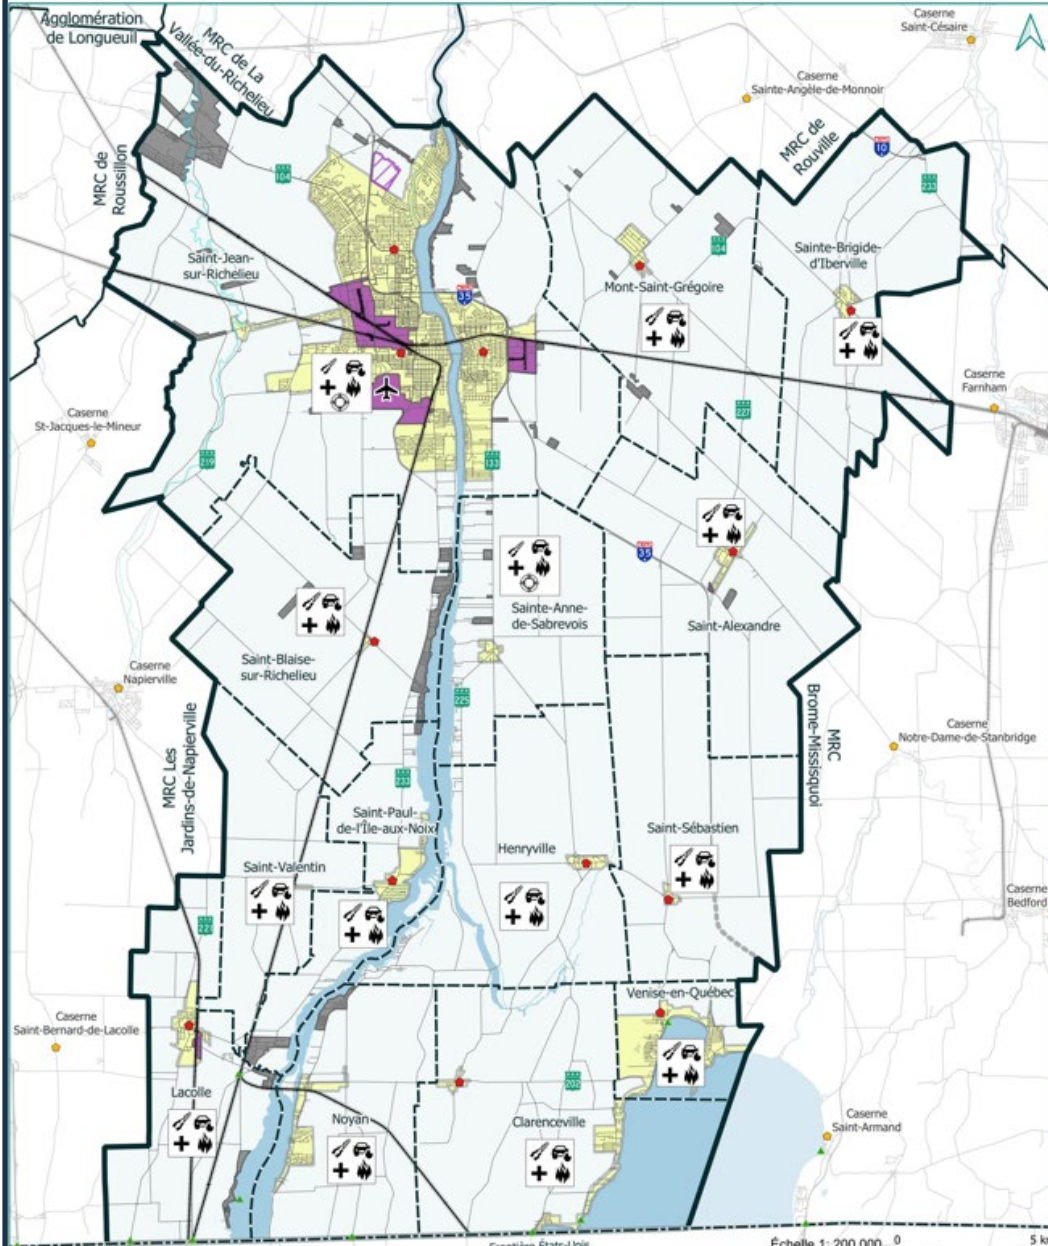 Agglomération
de Longueuil
MRC de La
Vallée-du-Richelieu
Caserne
Saint-Césaire
Caserne
Sainte-Angèle-de-Monnoir
MRC de
Rouville
10
233
MRC de
Roussillon
104
104
Saint-Jean-
sur-Richelieu
Sainte-Brigide-
d'Iberville
Mont-Saint-Grégoire
35
Caserne
Farnham
Caserne
St-Jacques-le-Mineur
227
219
133
35
Sainte-Anne-
de-Sabrevois
Saint-Alexandre
Saint-Blaise-
sur-Richelieu
Caserne
Napierville
225
MRC
Brome-Missisquoi
Caserne
Notre-Dame-de-Stanbridge
MRC Les
Jardins-de-Napierville
Saint-Paul-
de-l'Île-aux-Noix
Saint-Sébastien
Henryville
Saint-Valentin
Caserne
Bedford
221
Venise-en-Québec
Caserne
Saint-Bernard-de-Lacolle
202
Lacolle
Noyan
Clarenceville
Caserne
Saint-Armand
Frontière États-Unis
Échelle 1: 200 000
0
5 k